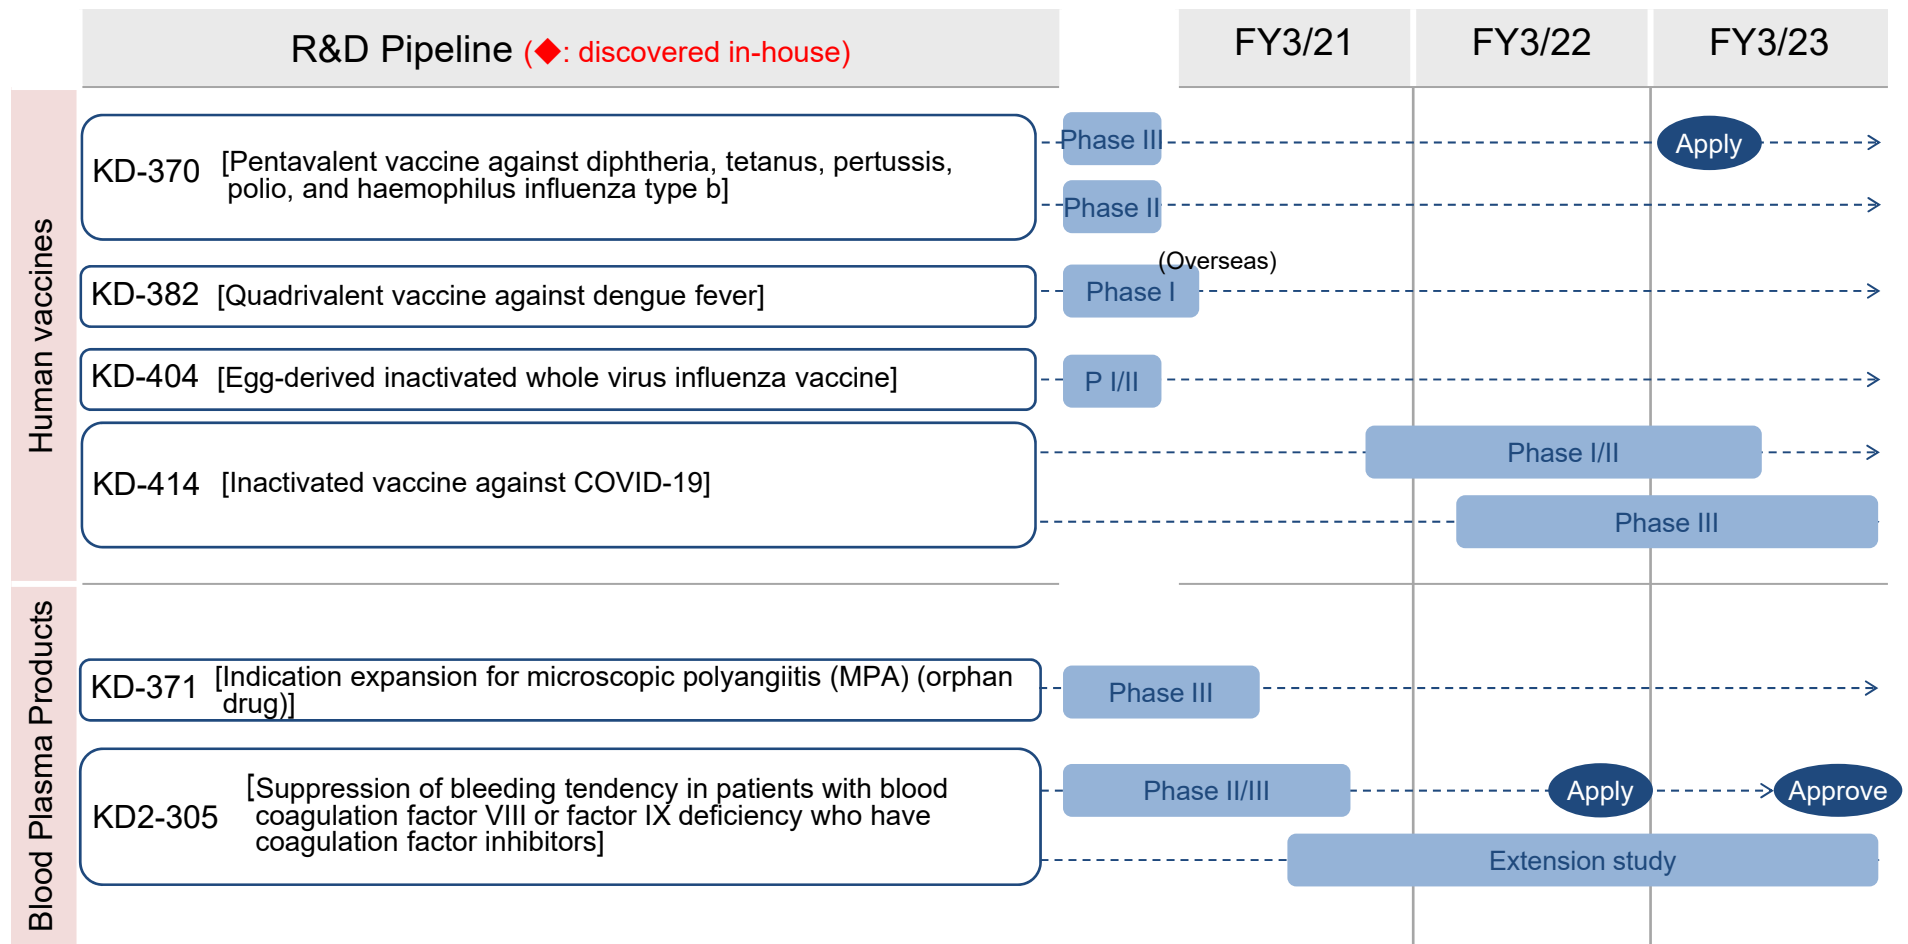 R&D Pipeline (◆: discovered in-house)
FY3/21
FY3/22
FY3/23
Human vaccines
KD-370
[Pentavalent vaccine against diphtheria, tetanus, pertussis,
polio, and haemophilus influenza type b]
Phase III
Apply
Phase II
KD-382
[Quadrivalent vaccine against dengue fever]
(Overseas)
Phase I
KD-404
[Egg-derived inactivated whole virus influenza vaccine]
P I/II
KD-414
[Inactivated vaccine against COVID-19]
Phase I/II
Phase III
Blood Plasma Products
KD-371
[Indication expansion for microscopic polyangiitis (MPA) (orphan
drug)]
Phase III
KD2-305
[Suppression of bleeding tendency in patients with blood
coagulation factor VIII or factor IX deficiency who have
coagulation factor inhibitors]
Phase II/III
Apply
Approve
Extension study